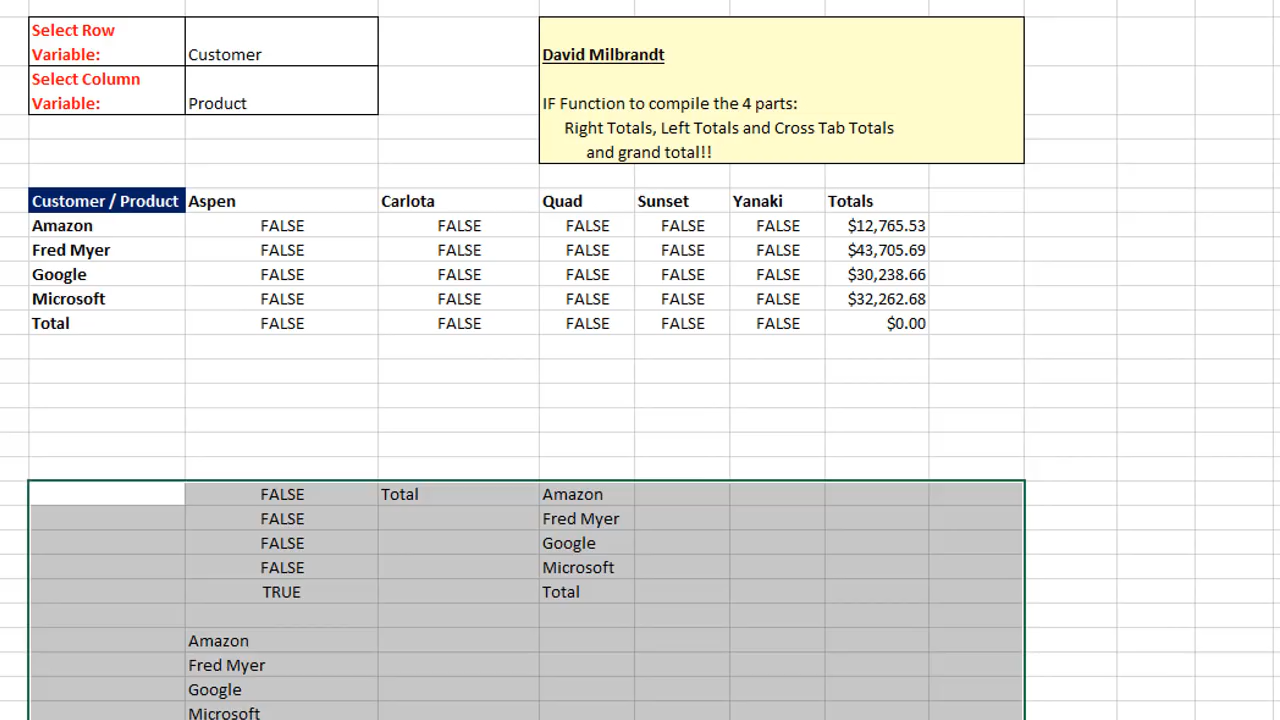 Select Row
Variable:
Customer
Select Column
Variable:
Product
David Milbrandt
IF Function to compile the 4 parts:
Right Totals, Left Totals and Cross Tab Totals
and grand total!!
Customer / Product Aspen Carlota Quad Sunset Yanaki Totals
Amazon FALSE FALSE FALSE FALSE FALSE $12,765.53
Fred Myer FALSE FALSE FALSE FALSE FALSE $43,705.69
Google FALSE FALSE FALSE FALSE FALSE $30,238.66
Microsoft FALSE FALSE FALSE FALSE FALSE $32,262.68
Total FALSE FALSE FALSE FALSE FALSE $0.00
FALSE Total Amazon
FALSE Fred Myer
FALSE Google
FALSE Microsoft
TRUE Total
Amazon
Fred Myer
Google
Microsoft